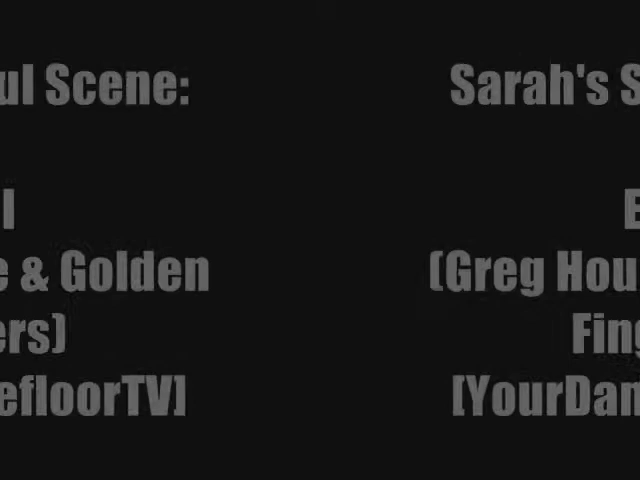 ul Scene:
l
e & Golden
ers)
efloorTV]
Sarah's S
E
(Greg Hou
Fing
[YourDan